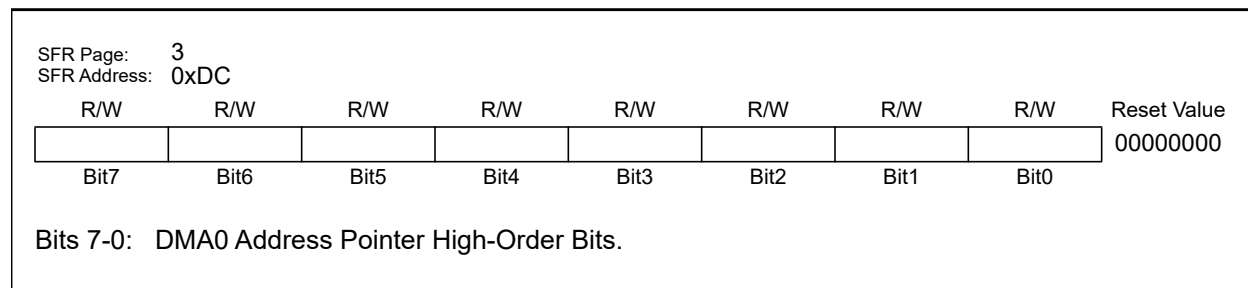 SFR Page: 3
SFR Address: 0xDC
R/W R/W R/W R/W R/W R/W R/W R/W Reset Value
00000000
Bit7 Bit6 Bit5 Bit4 Bit3 Bit2 Bit1 Bit0
Bits 7-0: DMA0 Address Pointer High-Order Bits.